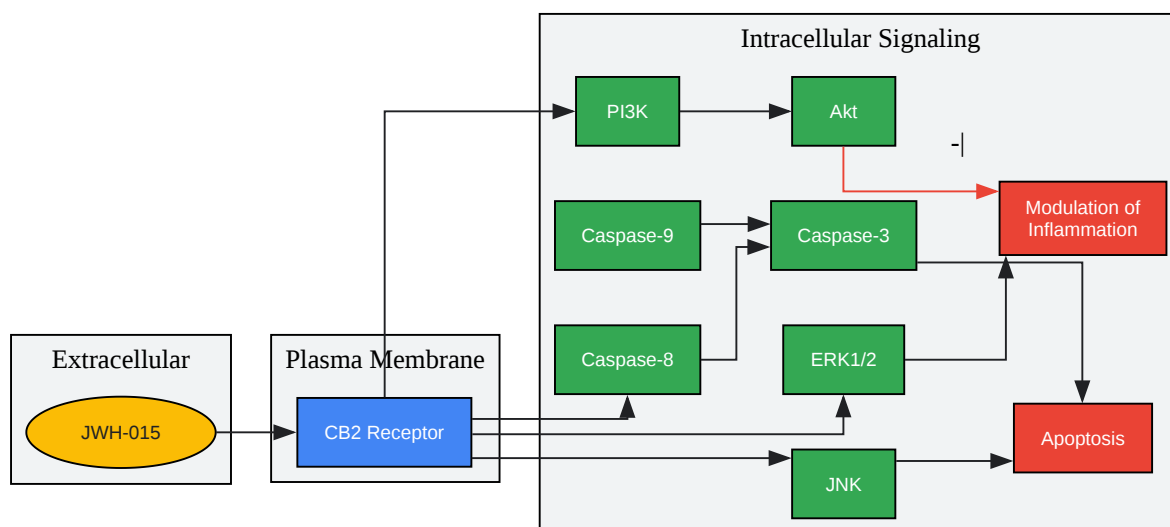 Intracellular Signaling
PI3K
Akt
-|
Modulation of
Inflammation
Caspase-9
Caspase-3
Extracellular
Plasma Membrane
Caspase-8
ERK1/2
JWH-015
CB2 Receptor
Apoptosis
JNK